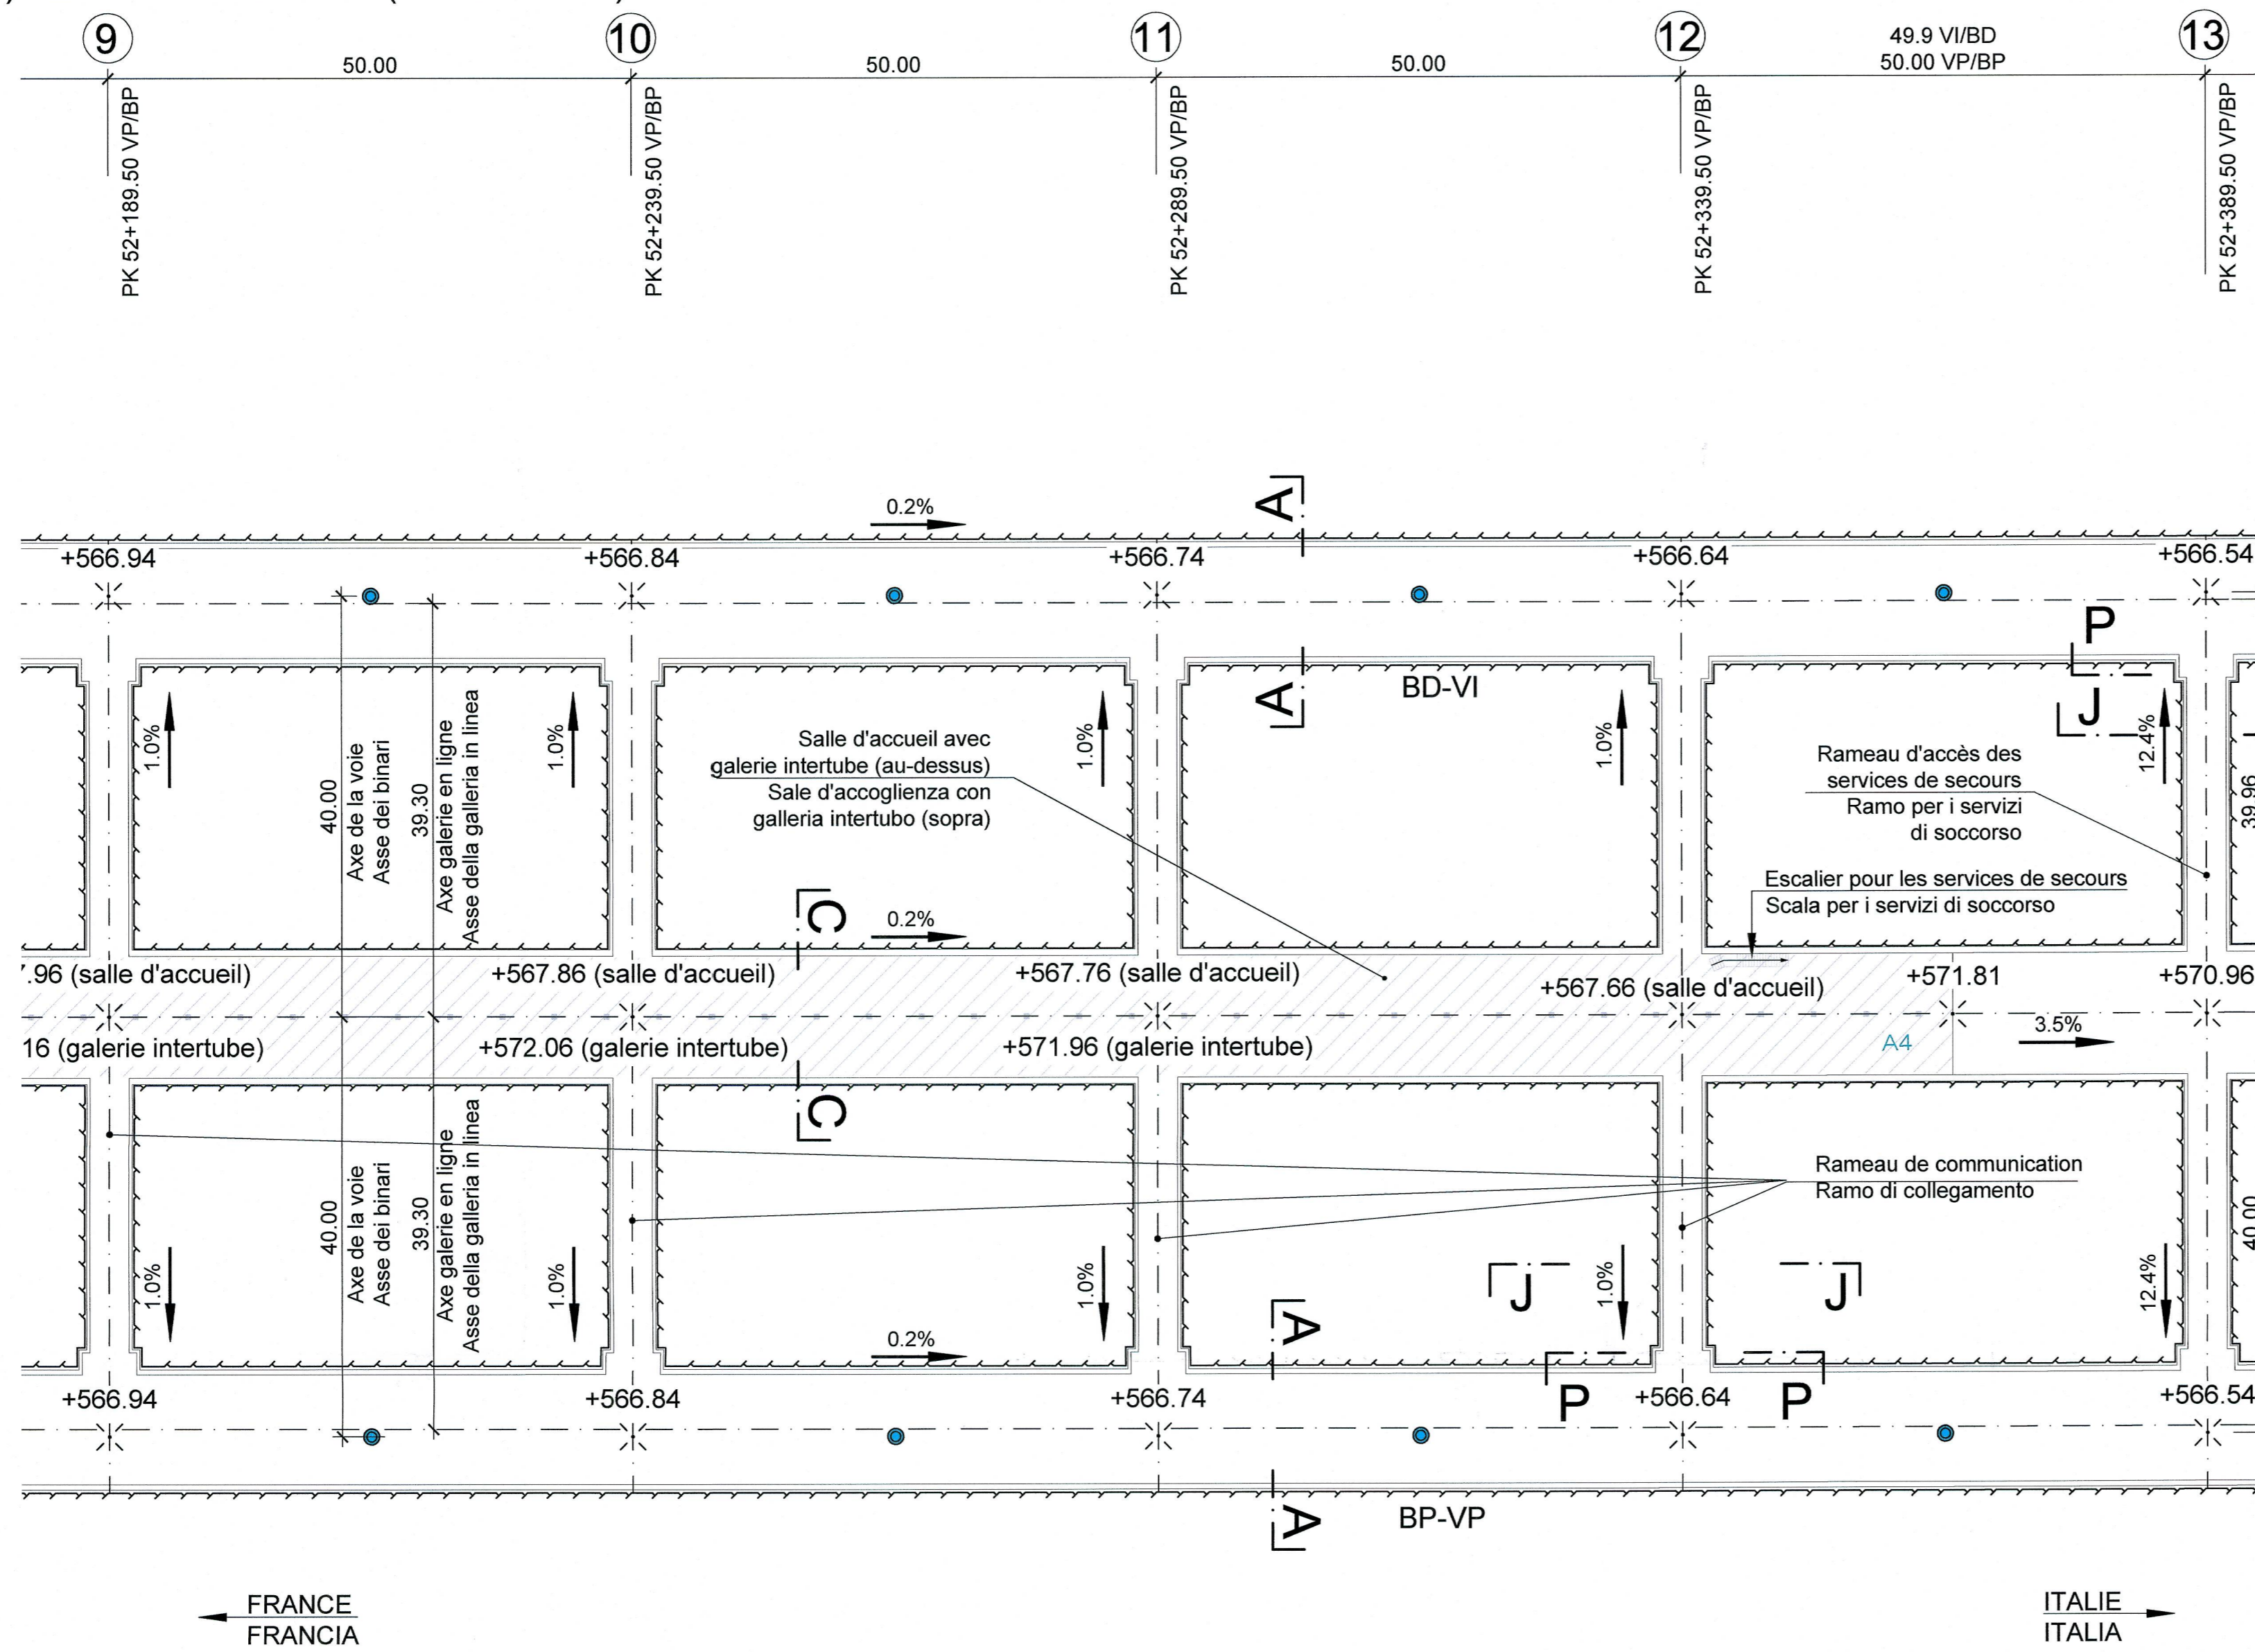 9
10
11
12
13
50.00
50.00
50.00
49.9 VI/BD
50.00 VP/BP
PK 52+189.50 VP/BP
PK 52+239.50 VP/BP
PK 52+289.50 VP/BP
PK 52+339.50 VP/BP
PK 52+389.50 VP/BP
A
0.2%
+566.94
+566.84
+566.74
+566.64
+566.54
P
A
BD-VI
J
1.0%
1.0%
1.0%
1.0%
12.4%
40.00
Axe de la voie
Asse dei binari
39.30
Axe galerie en ligne
Asse della galleria in linea
Salle d'accueil avec
galerie intertube (au-dessus)
Sale d'accoglienza con
galleria intertubo (sopra)
Rameau d'accès des
services de secours
Ramo per i servizi
di soccorso
39.96
Escalier pour les services de secours
Scala per i servizi di soccorso
C
0.2%
7.96 (salle d'accueil)
+567.86 (salle d'accueil)
+567.76 (salle d'accueil)
+567.66 (salle d'accueil)
+571.81
+570.96
16 (galerie intertube)
+572.06 (galerie intertube)
+571.96 (galerie intertube)
A4
3.5%
C
40.00
Axe de la voie
Asse dei binari
39.30
Axe galerie en ligne
Asse della galleria in linea
Rameau de communication
Ramo di collegamento
40.00
1.0%
1.0%
1.0%
1.0%
12.4%
J
J
A
0.2%
P
P
+566.94
+566.84
+566.74
+566.64
+566.54
A
BP-VP
FRANCE
FRANCIA
ITALIE
ITALIA